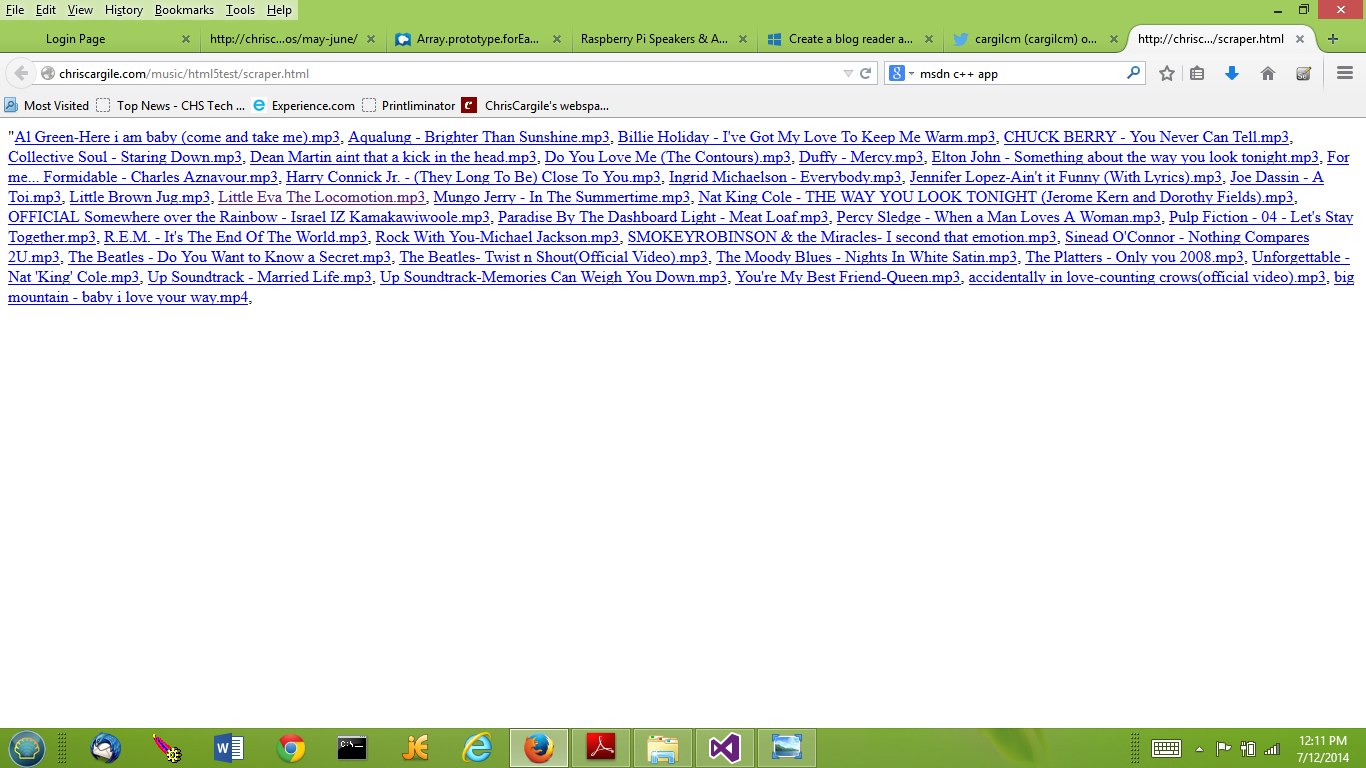 File Edit View History Bookmarks Tools Help
Login Page http://chrisc...os/may-june/ Array.prototype.forEa... Raspberry Pi Speakers & A... Create a blog reader a... cargilcm (cargilcm) o... http://chrisc.../scraper.html
chriscargile.com/music/html5test/scraper.html msdn c++ app
Most Visited Top News - CHS Tech ... Experience.com Printliminator ChrisCargile's webspa...
"Al Green-Here i am baby (come and take me).mp3, Aqualung - Brighter Than Sunshine.mp3, Billie Holiday - I've Got My Love To Keep Me Warm.mp3, CHUCK BERRY - You Never Can Tell.mp3,
Collective Soul - Staring Down.mp3, Dean Martin aint that a kick in the head.mp3, Do You Love Me (The Contours).mp3, Duffy - Mercy.mp3, Elton John - Something about the way you look tonight.mp3, For
me... Formidable - Charles Aznavour.mp3, Harry Connick Jr. - (They Long To Be) Close To You.mp3, Ingrid Michaelson - Everybody.mp3, Jennifer Lopez-Ain't it Funny (With Lyrics).mp3, Joe Dassin - A
Toi.mp3, Little Brown Jug.mp3, Little Eva The Locomotion.mp3, Mungo Jerry - In The Summertime.mp3, Nat King Cole - THE WAY YOU LOOK TONIGHT (Jerome Kern and Dorothy Fields).mp3,
OFFICIAL Somewhere over the Rainbow - Israel IZ Kamakawiwoole.mp3, Paradise By The Dashboard Light - Meat Loaf.mp3, Percy Sledge - When a Man Loves A Woman.mp3, Pulp Fiction - 04 - Let's Stay
Together.mp3, R.E.M. - It's The End Of The World.mp3, Rock With You-Michael Jackson.mp3, SMOKEYROBINSON & the Miracles- I second that emotion.mp3, Sinead O'Connor - Nothing Compares
2U.mp3, The Beatles - Do You Want to Know a Secret.mp3, The Beatles- Twist n Shout(Official Video).mp3, The Moody Blues - Nights In White Satin.mp3, The Platters - Only you 2008.mp3, Unforgettable -
Nat 'King' Cole.mp3, Up Soundtrack - Married Life.mp3, Up Soundtrack-Memories Can Weigh You Down.mp3, You're My Best Friend-Queen.mp3, accidentally in love-counting crows(official video).mp3, big
mountain - baby i love your way.mp4,
12:11 PM
7/12/2014